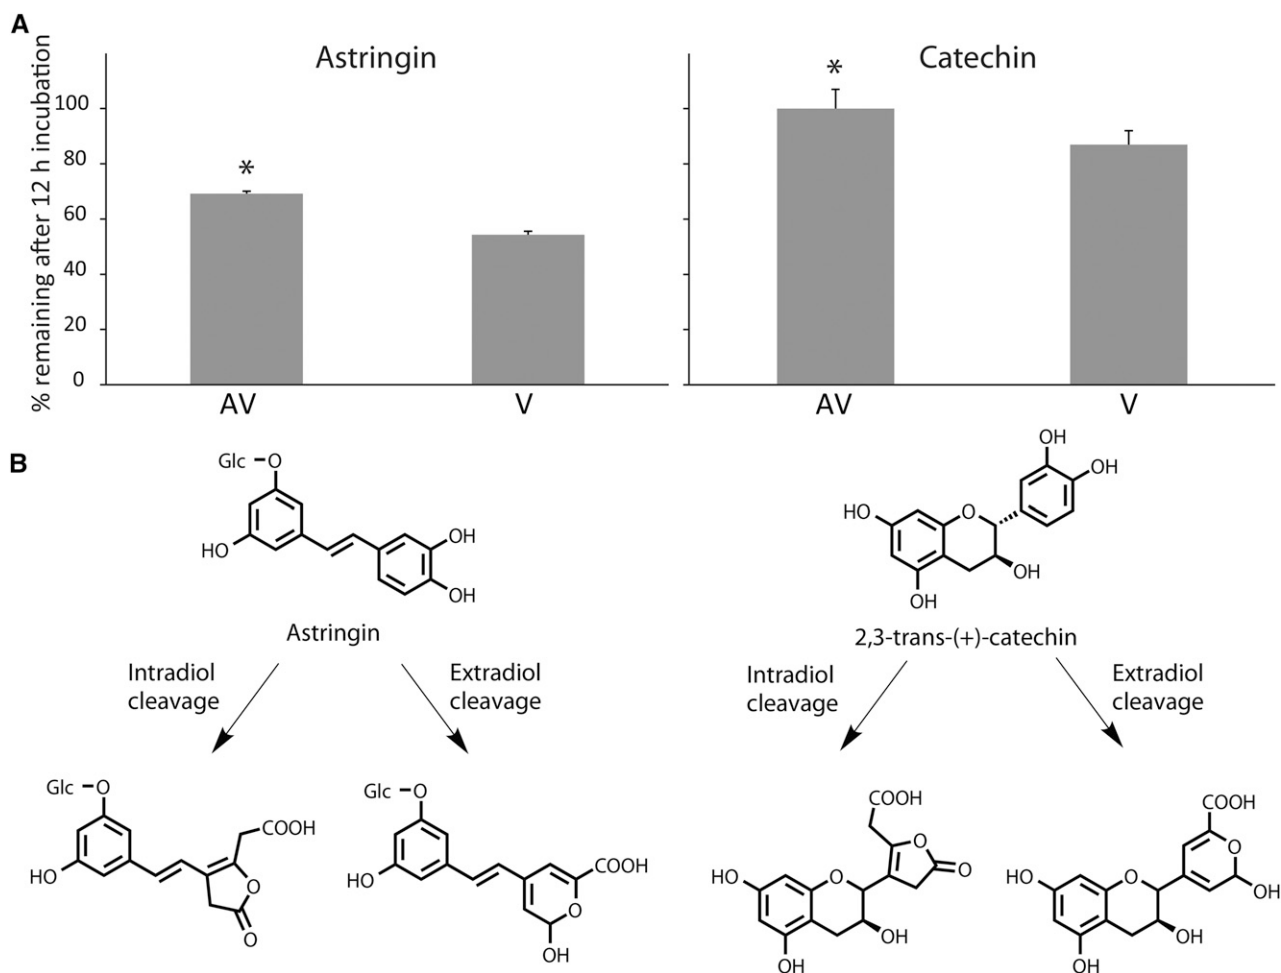 A
% remaining after 12 h incubation
Astringin
Catechin
100
80
60
40
20
0
*
*
AV
V
AV
V
B
Glc
O
HO
OH
OH
Astringin
OH
OH
HO
O
OH
OH
2,3-trans-(+)-catechin
Intradiol
cleavage
Extradiol
cleavage
Intradiol
cleavage
Extradiol
cleavage
Glc
O
HO
COOH
O
O
Glc
O
HO
COOH
O
OH
COOH
O
O
HO
O
OH
OH
COOH
O
OH
HO
O
OH
OH